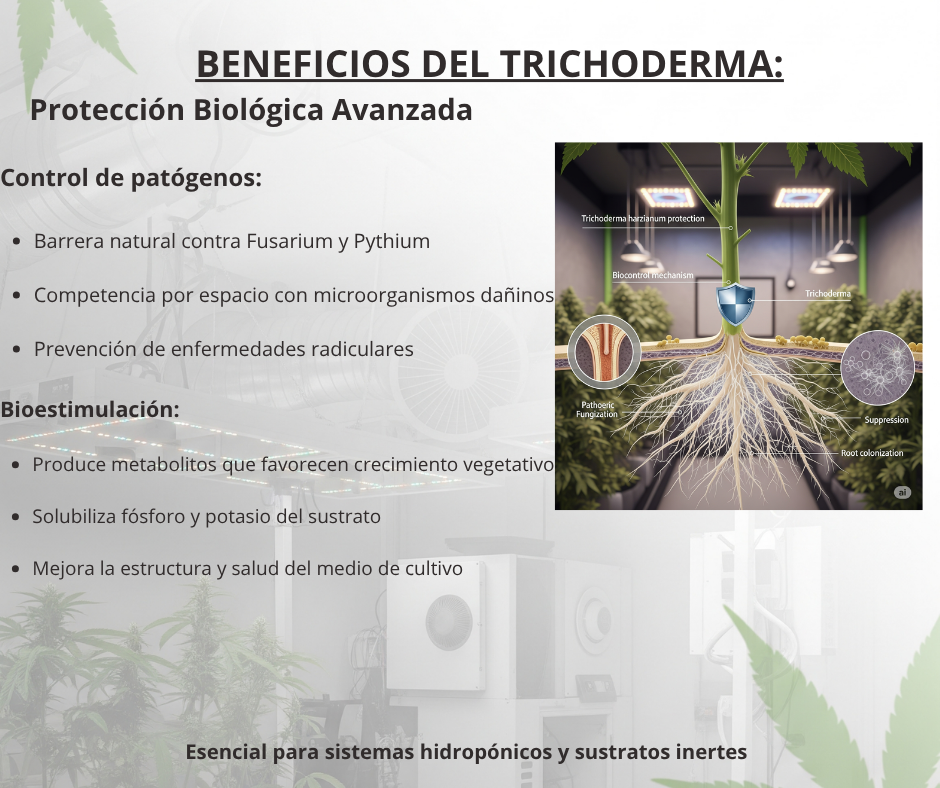 BENEFICIOS DEL TRICHODERMA:
Protección Biológica Avanzada
Control de patógenos:
• Barrera natural contra Fusarium y Pythium
• Competencia por espacio con microorganismos dañinos
• Prevención de enfermedades radiculares
Bioestimulación:
• Produce metabolitos que favorecen crecimiento vegetativo
• Solubiliza fósforo y potasio del sustrato
• Mejora la estructura y salud del medio de cultivo
Trichoderma harzianum protection
Biocontrol mechanism
Trichoderma
Pathoeric
Fungization
Suppression
Root colonization
ai
Esencial para sistemas hidropónicos y sustratos inertes